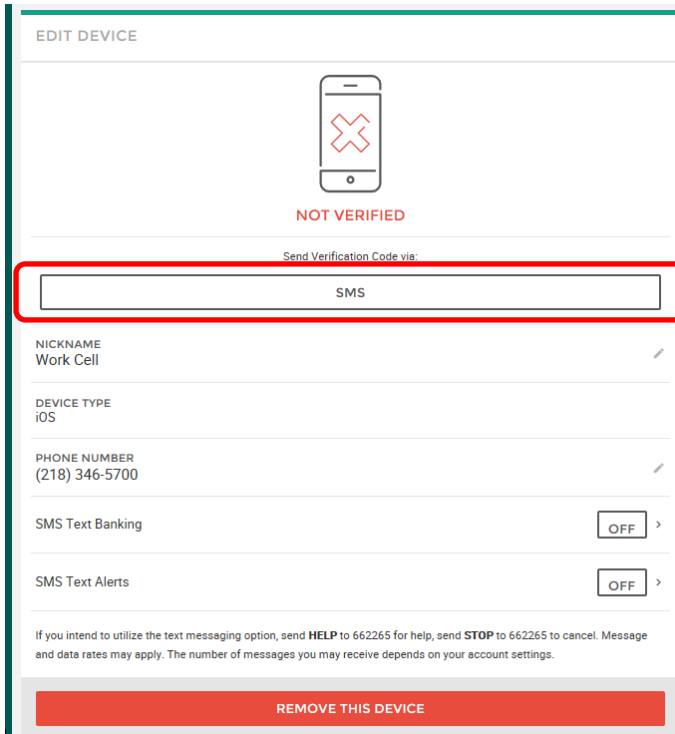 EDIT DEVICE
NOT VERIFIED
Send Verification Code via:
SMS
NICKNAME
Work Cell
DEVICE TYPE
iOS
PHONE NUMBER
(218) 346-5700
SMS Text Banking
OFF
SMS Text Alerts
OFF
If you intend to utilize the text messaging option, send HELP to 662265 for help, send STOP to 662265 to cancel. Message
and data rates may apply. The number of messages you may receive depends on your account settings.
REMOVE THIS DEVICE